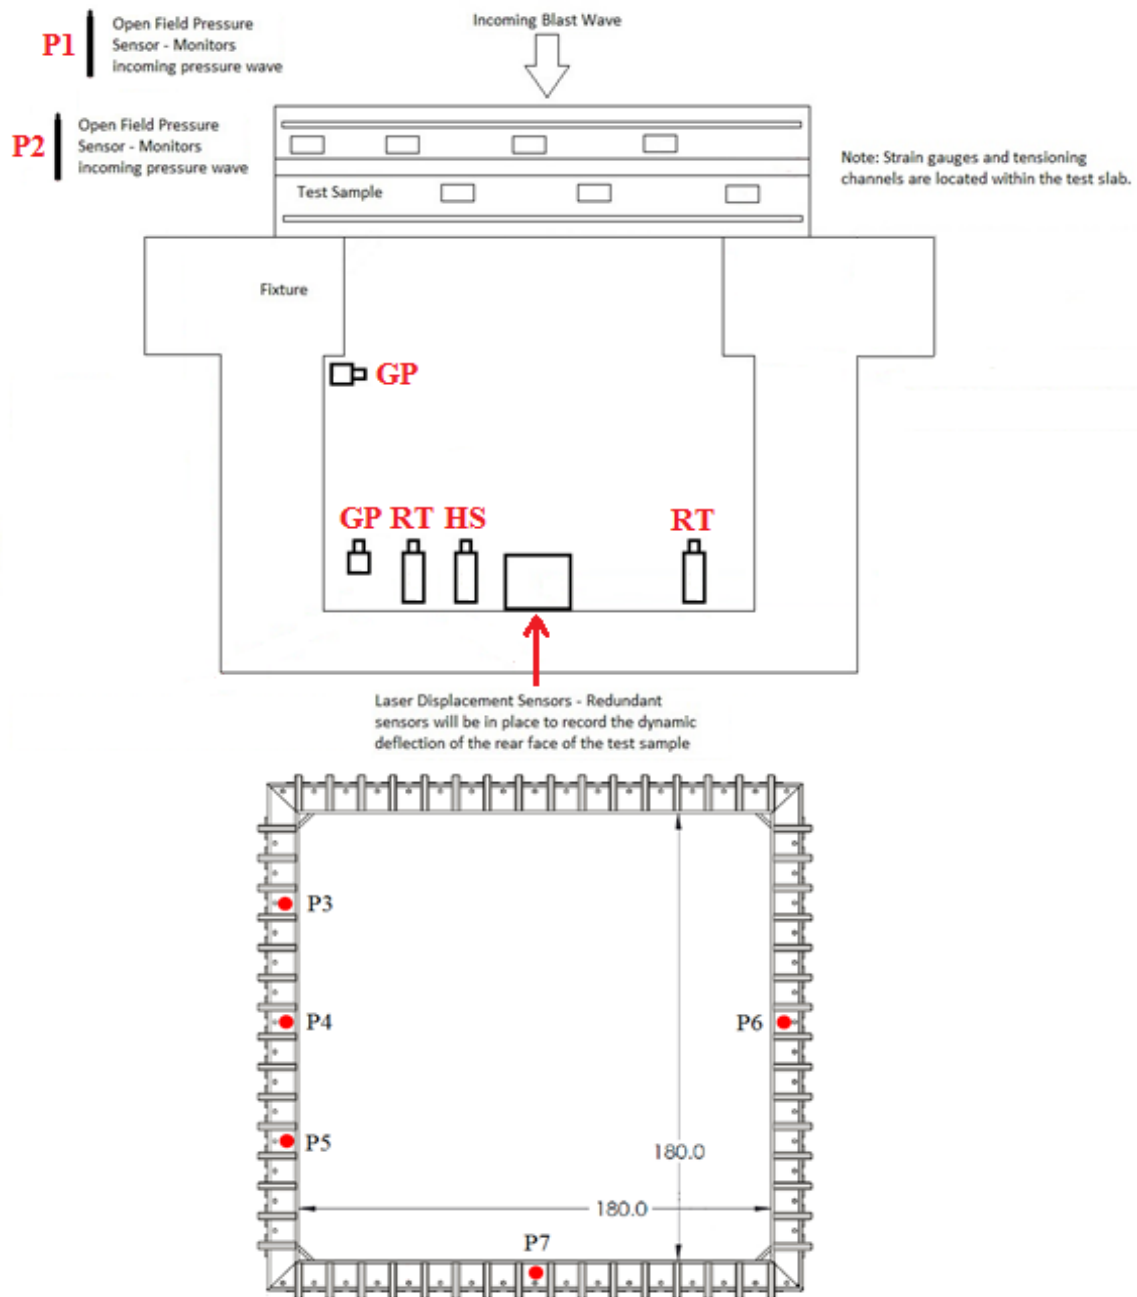 Incoming Blast Wave
P1
Open Field Pressure
Sensor - Monitors
incoming pressure wave
P2
Open Field Pressure
Sensor - Monitors
incoming pressure wave
Note: Strain gauges and tensioning
channels are located within the test slab.
Test Sample
Fixture
GP
GP RT HS RT
Laser Displacement Sensors - Redundant
sensors will be in place to record the dynamic
deflection of the rear face of the test sample
P3
P4
P6
P5
180.0
180.0
P7